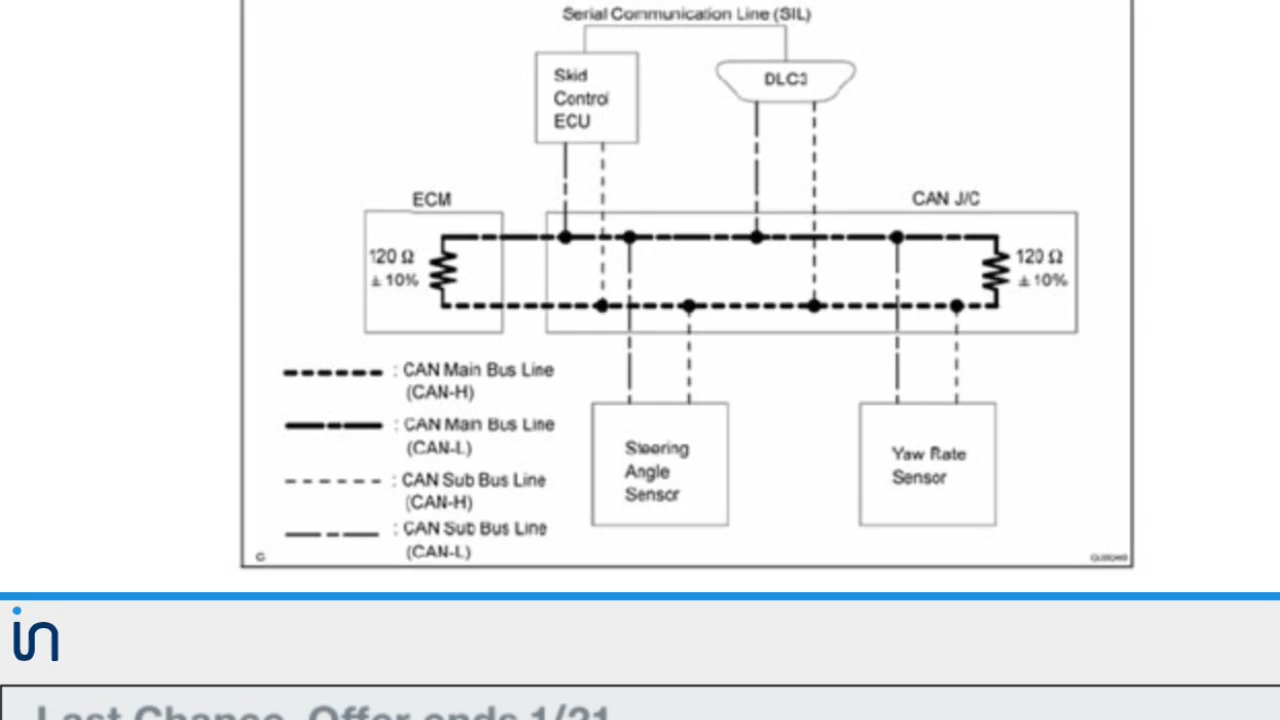 Serial Communication Line (SIL)
Skid
Control
ECU
DLC3
ECM
CAN J/C
120 Ω
± 10%
120 Ω
± 10%
: CAN Main Bus Line
(CAN-H)
: CAN Main Bus Line
(CAN-L)
: CAN Sub Bus Line
(CAN-H)
: CAN Sub Bus Line
(CAN-L)
Steering
Angle
Sensor
Yaw Rate
Sensor
in
Last Chance. Offer ends 1/31